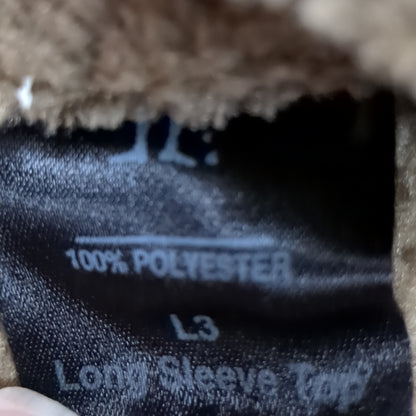 100% POLYESTER
L3
Long Sleeve Top